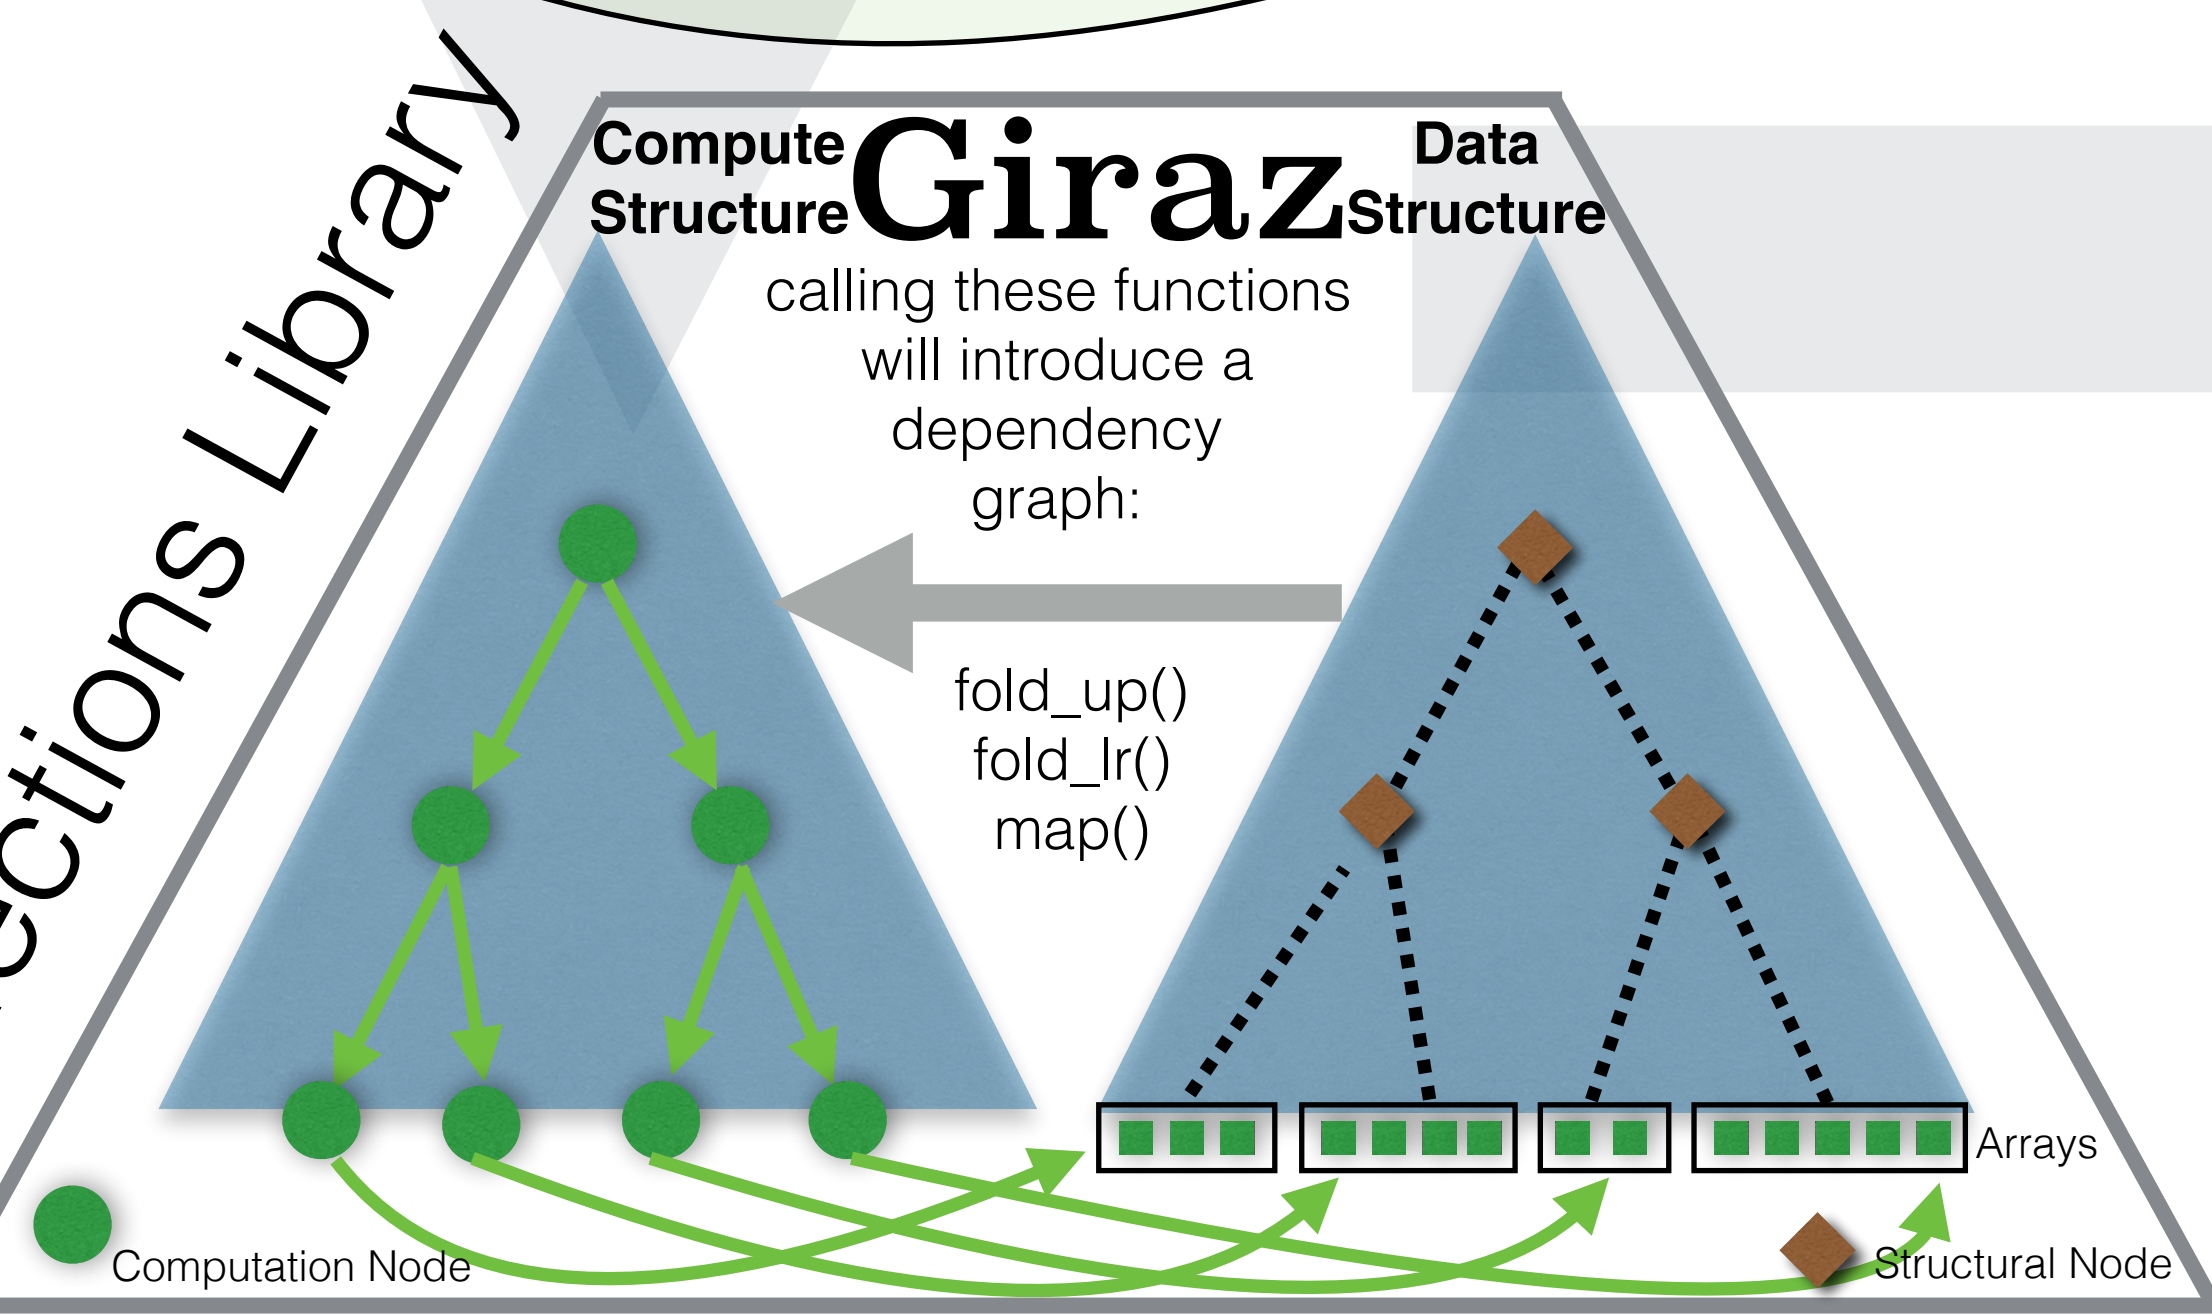 ections Library
Compute
Structure
Giraz
Data
Structure
calling these functions
will introduce a
dependency
graph:
fold_up()
fold_lr()
map()
Arrays
Computation Node
Structural Node